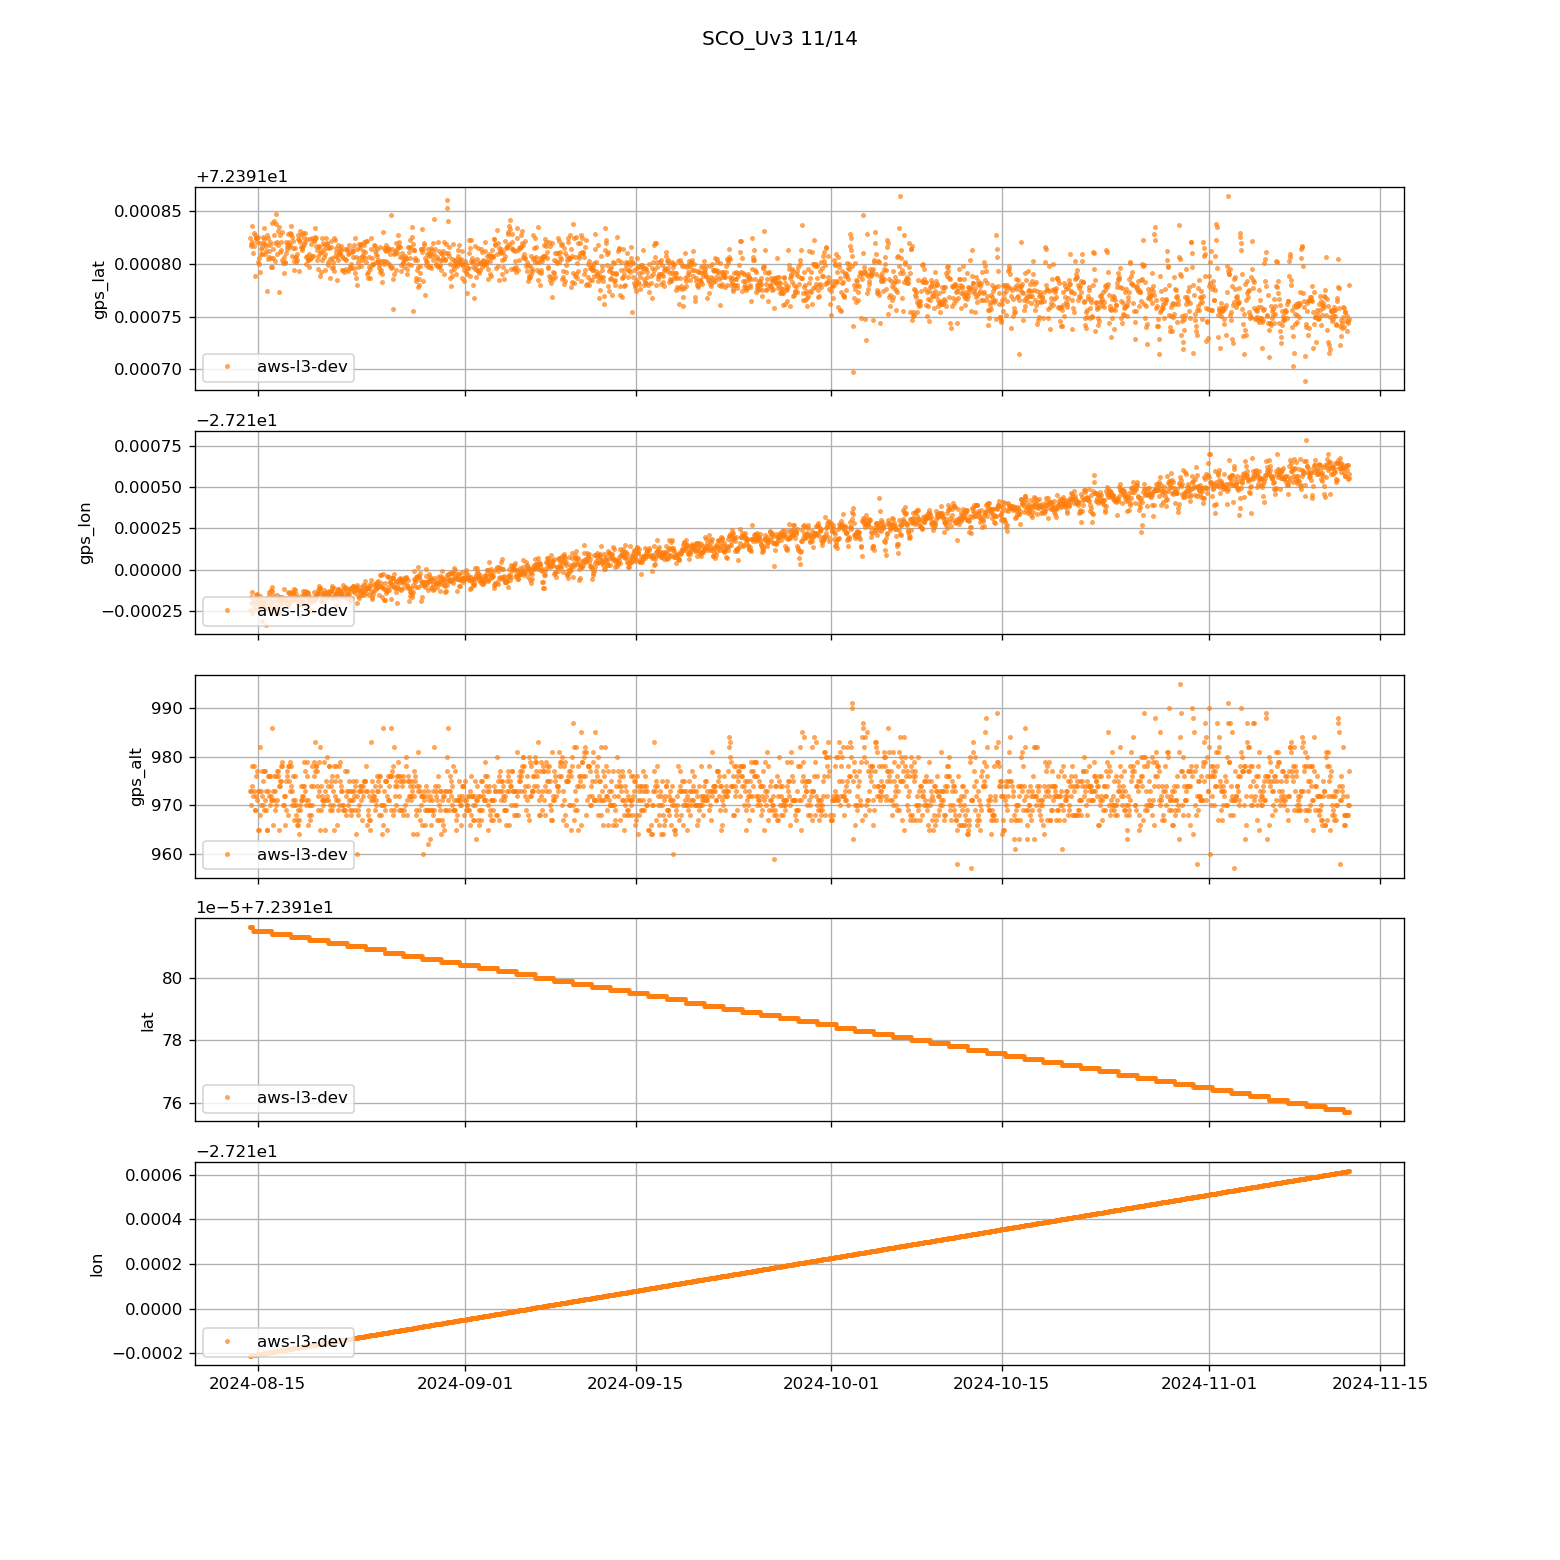 SCO_Uv3 11/14
+7.2391e1
0.00085
0.00080
0.00075
0.00070
gps_lat
aws-l3-dev
−2.721e1
0.00075
0.00050
0.00025
0.00000
−0.00025
gps_lon
aws-l3-dev
990
980
970
960
gps_alt
aws-l3-dev
1e−5+7.2391e1
80
78
76
lat
aws-l3-dev
−2.721e1
0.0006
0.0004
0.0002
0.0000
−0.0002
lon
aws-l3-dev
2024-08-15 2024-09-01 2024-09-15 2024-10-01 2024-10-15 2024-11-01 2024-11-15